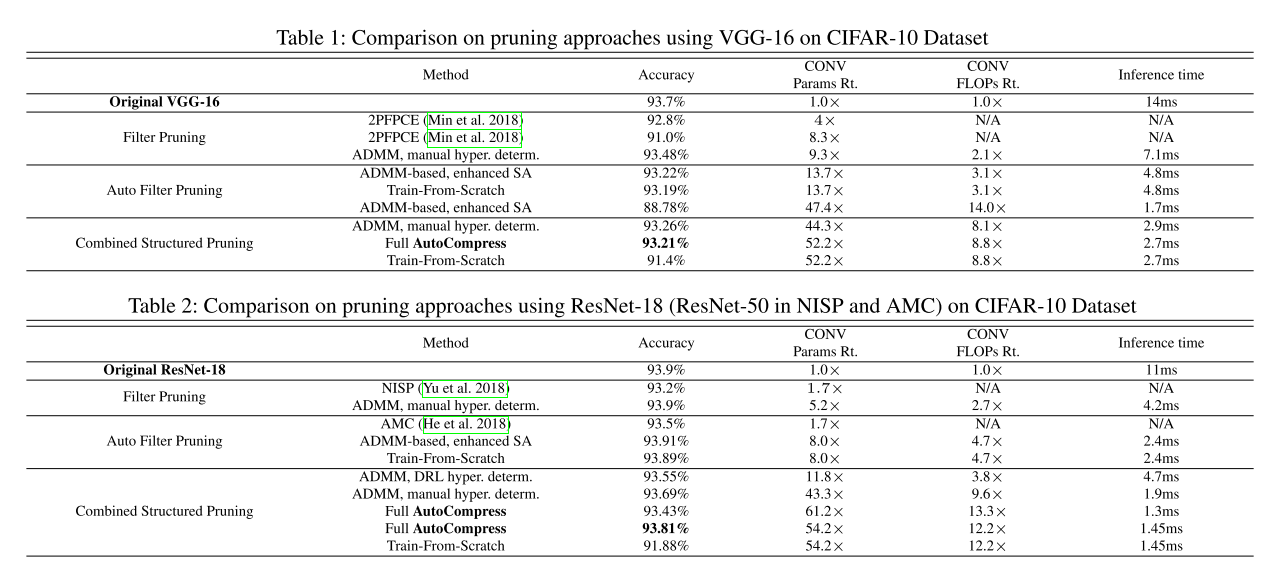 Table 1: Comparison on pruning approaches using VGG-16 on CIFAR-10 Dataset
Method Accuracy CONV Params Rt. CONV FLOPs Rt. Inference time
Original VGG-16 93.7% 1.0× 1.0× 14ms
Filter Pruning 2PFPCE (Min et al. 2018) 92.8% 4× N/A N/A
2PFPCE (Min et al. 2018) 91.0% 8.3× N/A N/A
ADMM, manual hyper. determ. 93.48% 9.3× 2.1× 7.1ms
Auto Filter Pruning ADMM-based, enhanced SA 93.22% 13.7× 3.1× 4.8ms
Train-From-Scratch 93.19% 13.7× 3.1× 4.8ms
ADMM-based, enhanced SA 88.78% 47.4× 14.0× 1.7ms
Combined Structured Pruning ADMM, manual hyper. determ. 93.26% 44.3× 8.1× 2.9ms
Full AutoCompress 93.21% 52.2× 8.8× 2.7ms
Train-From-Scratch 91.4% 52.2× 8.8× 2.7ms
Table 2: Comparison on pruning approaches using ResNet-18 (ResNet-50 in NISP and AMC) on CIFAR-10 Dataset
Method Accuracy CONV Params Rt. CONV FLOPs Rt. Inference time
Original ResNet-18 93.9% 1.0× 1.0× 11ms
Filter Pruning NISP (Yu et al. 2018) 93.2% 1.7× N/A N/A
ADMM, manual hyper. determ. 93.9% 5.2× 2.7× 4.2ms
Auto Filter Pruning AMC (He et al. 2018) 93.5% 1.7× N/A N/A
ADMM-based, enhanced SA 93.91% 8.0× 4.7× 2.4ms
Train-From-Scratch 93.89% 8.0× 4.7× 2.4ms
Combined Structured Pruning ADMM, DRL hyper. determ. 93.55% 11.8× 3.8× 4.7ms
ADMM, manual hyper. determ. 93.69% 43.3× 9.6× 1.9ms
Full AutoCompress 93.43% 61.2× 13.3× 1.3ms
Full AutoCompress 93.81% 54.2× 12.2× 1.45ms
Train-From-Scratch 91.88% 54.2× 12.2× 1.45ms